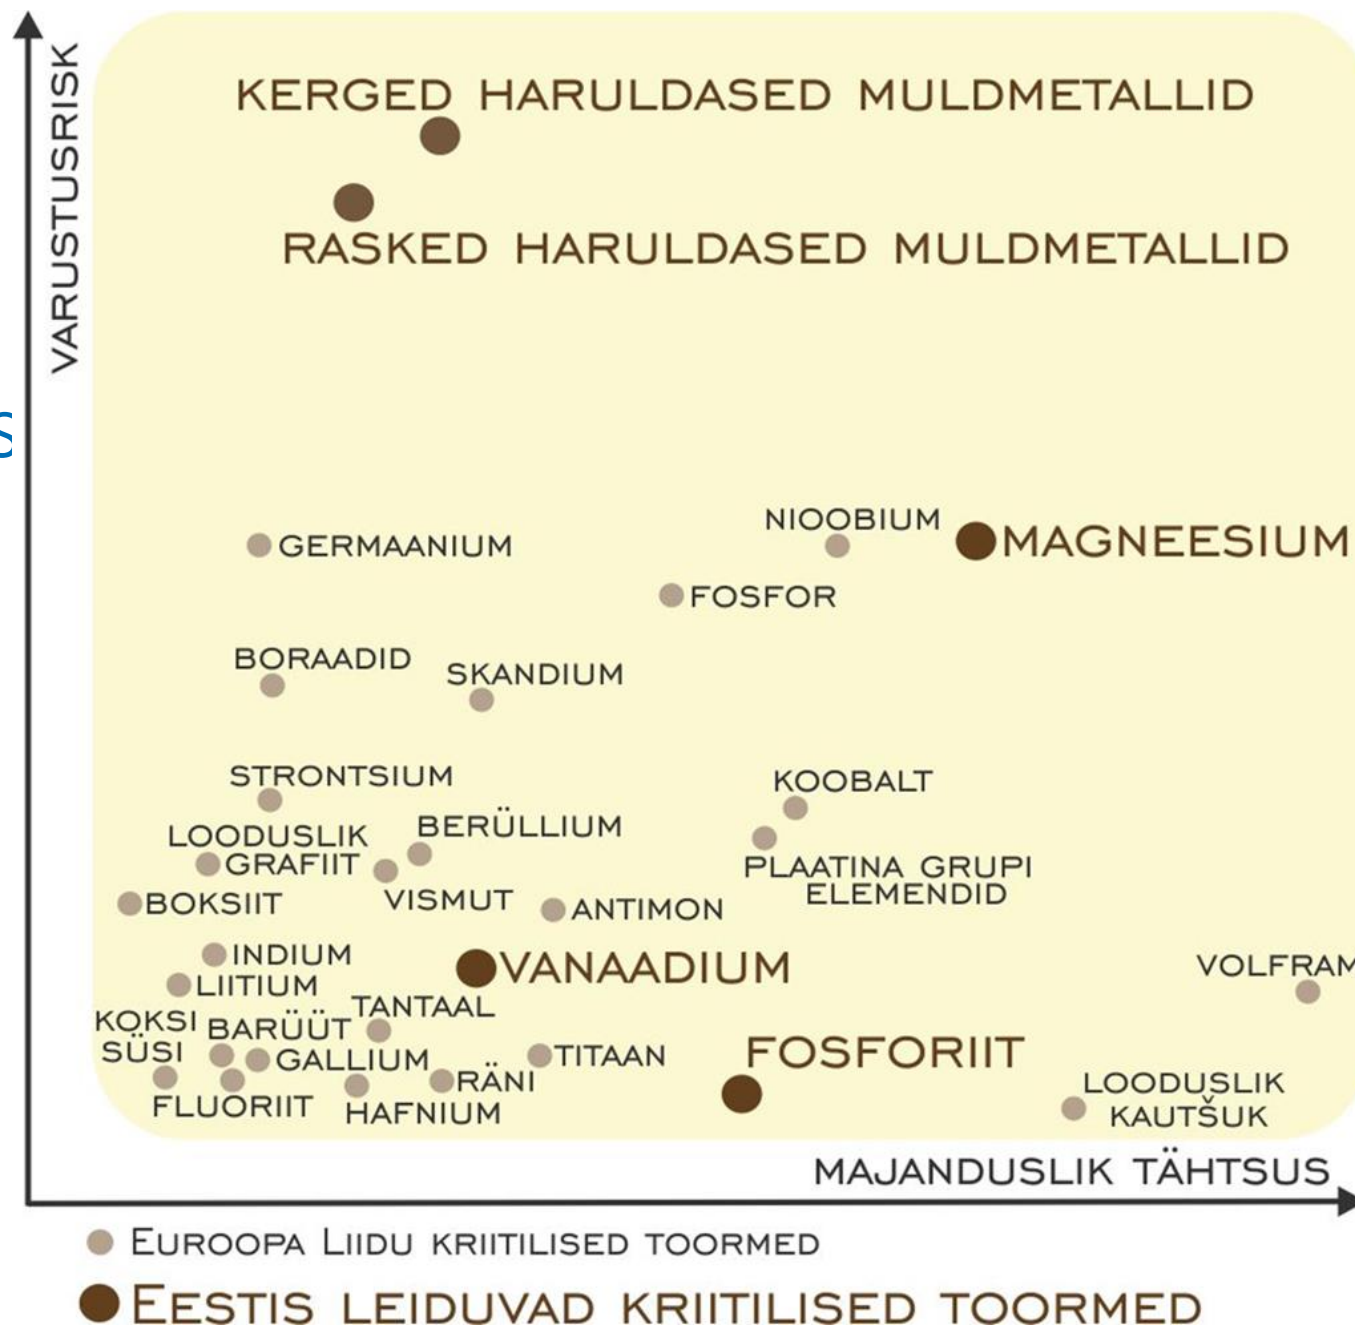 VARUSTUSRISK
KERGED HARULDASED MULDMETALLID
RASKED HARULDASED MULDMETALLID
S
NIOOBIUM
GERMAANIUM
MAGNEESIUM
FOSFOR
BORAADID
SKANDIUM
STRONTSIUM
KOOBALT
BERÜLLIUM
LOODUSLIK
GRAFIIT
PLAATINA GRUPI
ELEMENDID
VISMUT
BOKSIIT
ANTIMON
INDIUM
VANAADIUM
VOLFRAM
LIITIUM
TANTAAL
KOKSI
SÜSI
BARÜÜT
GALLIUM
TITAAN
FOSFORIIT
RÄNI
LOODUSLIK
KAUTŠUK
FLUORIIT
HAFNIUM
MAJANDUSLIK TÄHTSUS
EUROOPA LIIDU KRIITILISED TOORMED
EESTIS LEIDUVAD KRIITILISED TOORMED